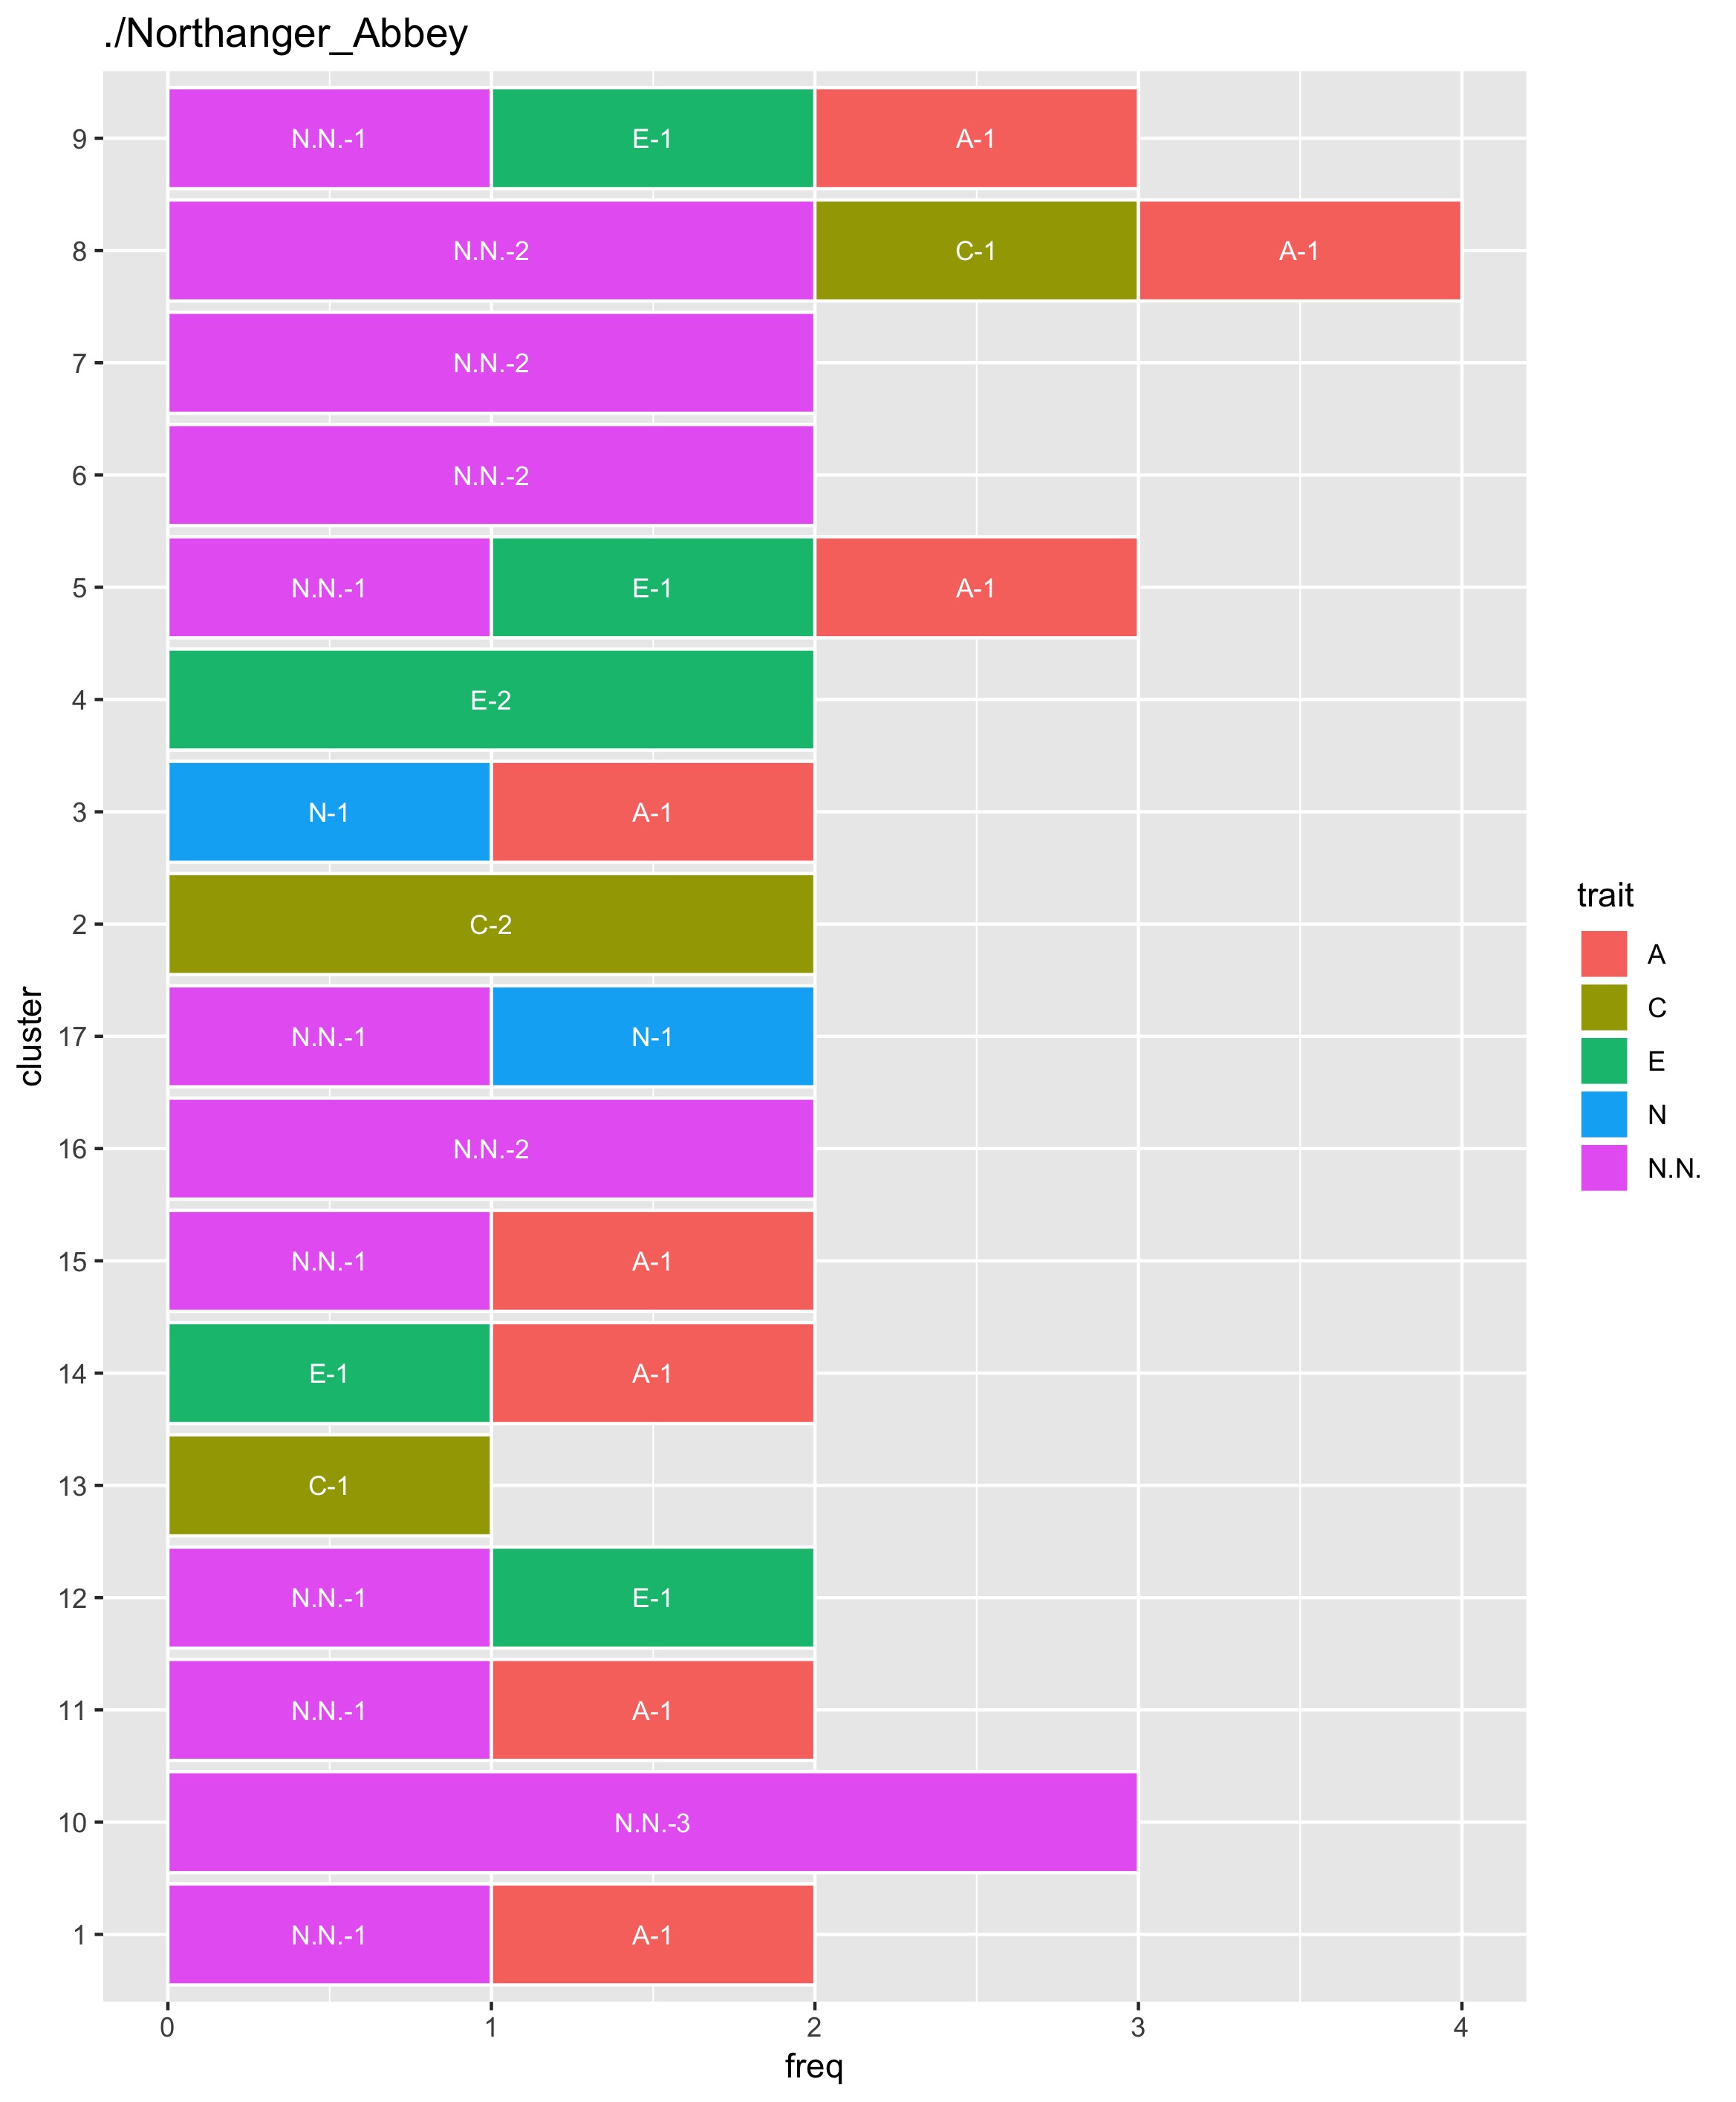 ./Northanger_Abbey
9 N.N.-1 E-1 A-1
8 N.N.-2 C-1 A-1
7 N.N.-2
6 N.N.-2
5 N.N.-1 E-1 A-1
4 E-2
3 N-1 A-1
2 C-2
17 N.N.-1 N-1
16 N.N.-2
15 N.N.-1 A-1
14 E-1 A-1
13 C-1
12 N.N.-1 E-1
11 N.N.-1 A-1
10 N.N.-3
1 N.N.-1 A-1
0 1 2 3 4
freq
cluster
trait
A
C
E
N
N.N.